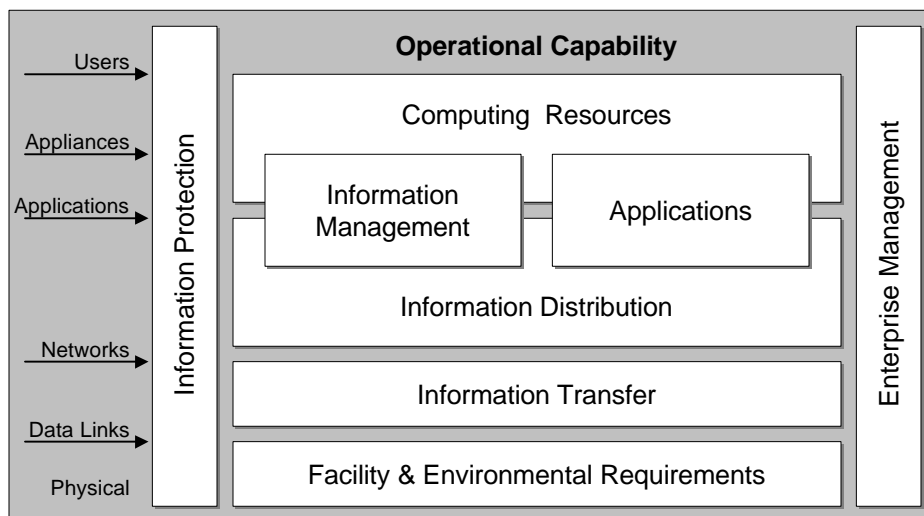 Operational Capability
Users
Appliances
Applications
Networks
Data Links
Physical
Information Protection
Computing Resources
Information
Management
Applications
Information Distribution
Information Transfer
Facility & Environmental Requirements
Enterprise Management